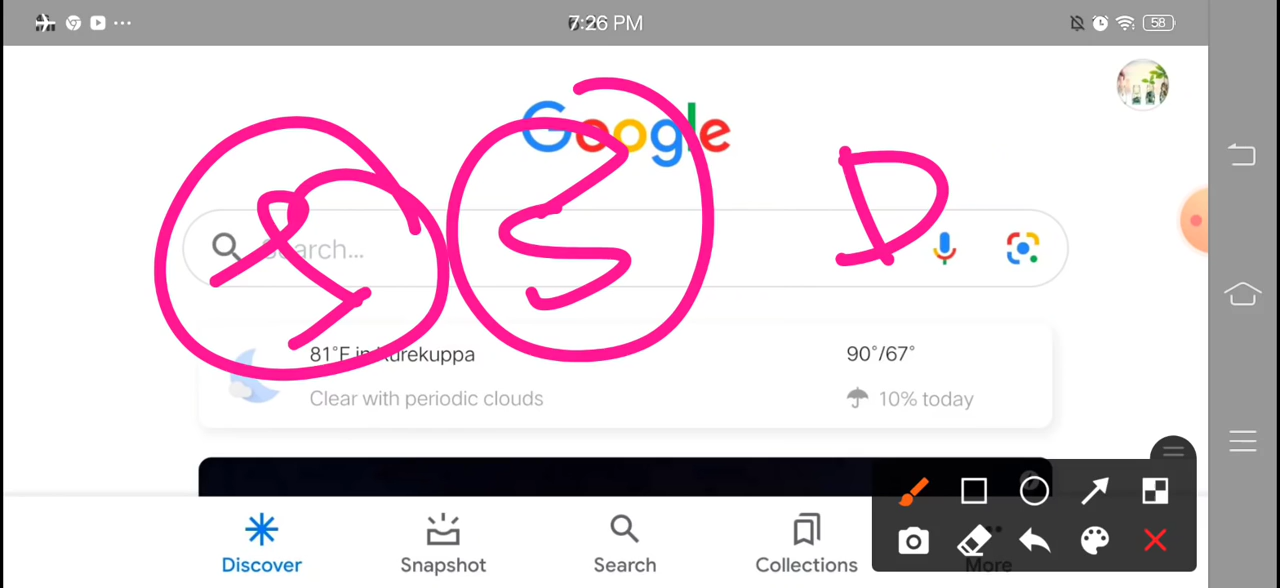 7:26 PM
58
Google
Search...
S D
81°F in Kurekuppa 90°/67°
Clear with periodic clouds 10% today
Discover Snapshot Search Collections More